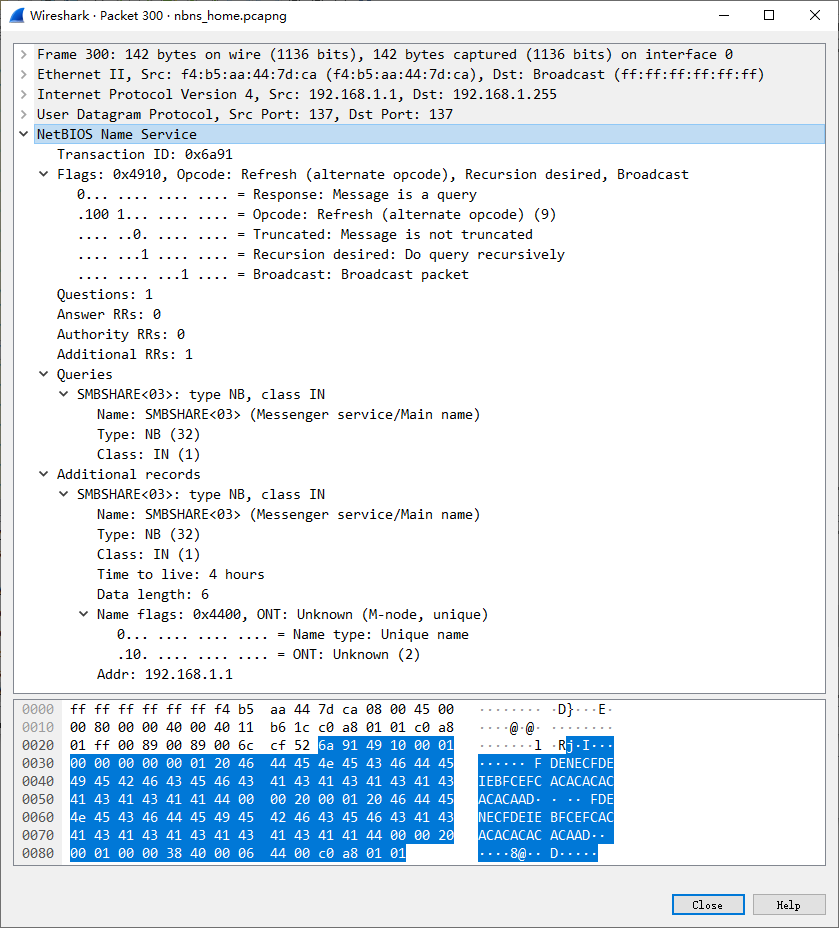 Wireshark · Packet 300 · nbns_home.pcapng
Frame 300: 142 bytes on wire (1136 bits), 142 bytes captured (1136 bits) on interface 0
Ethernet II, Src: f4:b5:aa:44:7d:ca (f4:b5:aa:44:7d:ca), Dst: Broadcast (ff:ff:ff:ff:ff:ff)
Internet Protocol Version 4, Src: 192.168.1.1, Dst: 192.168.1.255
User Datagram Protocol, Src Port: 137, Dst Port: 137
NetBIOS Name Service
Transaction ID: 0x6a91
Flags: 0x4910, Opcode: Refresh (alternate opcode), Recursion desired, Broadcast
0... .... .... .... = Response: Message is a query
.100 1... .... .... = Opcode: Refresh (alternate opcode) (9)
.... ..0. .... .... = Truncated: Message is not truncated
.... ...1 .... .... = Recursion desired: Do query recursively
.... .... ...1 .... = Broadcast: Broadcast packet
Questions: 1
Answer RRs: 0
Authority RRs: 0
Additional RRs: 1
Queries
SMBSHARE<03>: type NB, class IN
Name: SMBSHARE<03> (Messenger service/Main name)
Type: NB (32)
Class: IN (1)
Additional records
SMBSHARE<03>: type NB, class IN
Name: SMBSHARE<03> (Messenger service/Main name)
Type: NB (32)
Class: IN (1)
Time to live: 4 hours
Data length: 6
Name flags: 0x4400, ONT: Unknown (M-node, unique)
0... .... .... .... = Name type: Unique name
.10. .... .... .... = ONT: Unknown (2)
Addr: 192.168.1.1
0000 ff ff ff ff ff ff f4 b5 aa 44 7d ca 08 00 45 00 ········ ·D}···E·
0010 00 80 00 00 40 00 40 11 b6 1c c0 a8 01 01 c0 a8 ····@·@· ········
0020 01 ff 00 89 00 89 00 6c cf 52 6a 91 49 10 00 01 ·······l ·Rj·I···
0030 00 00 00 00 00 01 20 46 44 45 4e 45 43 46 44 45 ······ F DENECFDE
0040 49 45 42 46 43 45 46 43 41 43 41 43 41 43 41 43 IEBFCEFC ACACACAC
0050 41 43 41 43 41 41 44 00 00 20 00 01 20 46 44 45 ACACAAD· · ·· FDE
0060 4e 45 43 46 44 45 49 45 42 46 43 45 46 43 41 43 NECFDEIE BFCEFCAC
0070 41 43 41 43 41 43 41 43 41 43 41 41 44 00 00 20 ACACACAC ACAAD··
0080 00 01 00 00 38 40 00 06 44 00 c0 a8 01 01 ····8@·· D·····
Close Help